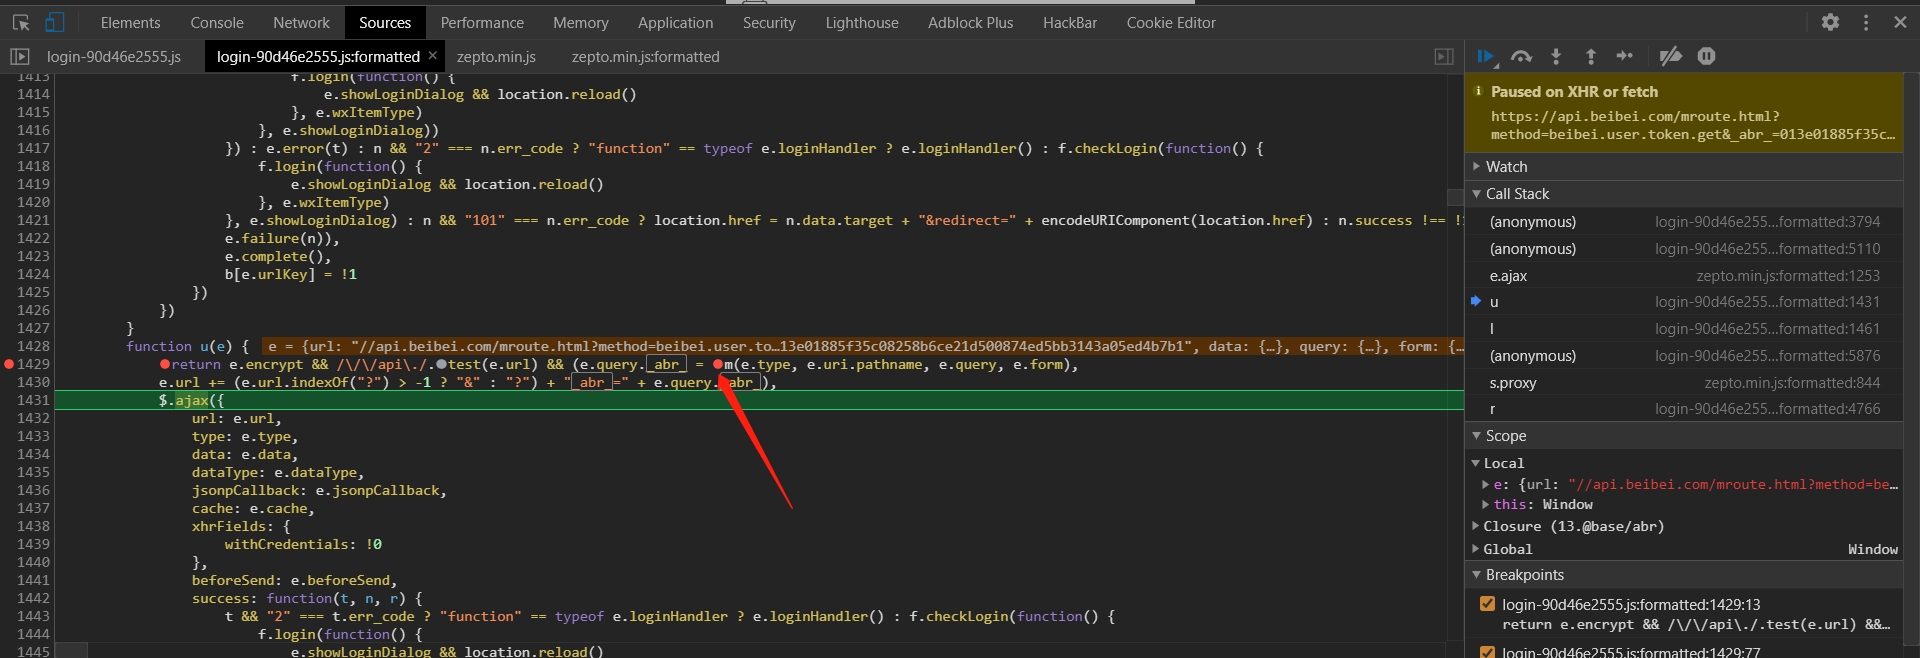 Elements Console Network Sources Performance Memory Application Security Lighthouse Adblock Plus HackBar Cookie Editor
login-90d46e2555.js login-90d46e2555.js:formatted × zepto.min.js zepto.min.js:formatted
1413 f.login(function() {
1414 e.showLoginDialog && location.reload()
1415 }, e.wxItemType)
1416 }, e.showLoginDialog))
1417 }) : e.error(t) : n && "2" === n.err_code ? "function" == typeof e.loginHandler ? e.loginHandler() : f.checkLogin(function() {
1418 f.login(function() {
1419 e.showLoginDialog && location.reload()
1420 }, e.wxItemType)
1421 }, e.showLoginDialog) : n && "101" === n.err_code ? location.href = n.data.target + "&redirect=" + encodeURIComponent(location.href) : n.success !== !
1422 e.failure(n)),
1423 e.complete(),
1424 b[e.urlKey] = !1
1425 })
1426 })
1427 }
1428 function u(e) { e = {url: "//api.beibei.com/mroute.html?method=beibei.user.to…13e01885f35c08258b6ce21d500874ed5bb3143a05ed4b7b1", data: {…}, query: {…}, form: {…
1429 return e.encrypt && /\/\/api\./.test(e.url) && (e.query._abr_ = m(e.type, e.uri.pathname, e.query, e.form),
1430 e.url += (e.url.indexOf("?") > -1 ? "&" : "?") + "_abr_=" + e.query._abr_),
1431 $.ajax({
1432 url: e.url,
1433 type: e.type,
1434 data: e.data,
1435 dataType: e.dataType,
1436 jsonpCallback: e.jsonpCallback,
1437 cache: e.cache,
1438 xhrFields: {
1439 withCredentials: !0
1440 },
1441 beforeSend: e.beforeSend,
1442 success: function(t, n, r) {
1443 t && "2" === t.err_code ? "function" == typeof e.loginHandler ? e.loginHandler() : f.checkLogin(function() {
1444 f.login(function() {
1445 e.showLoginDialog && location.reload()
Paused on XHR or fetch
https://api.beibei.com/mroute.html?
method=beibei.user.token.get&_abr_=013e01885f35c…
Watch
Call Stack
(anonymous) login-90d46e255…formatted:3794
(anonymous) login-90d46e255…formatted:5110
e.ajax zepto.min.js:formatted:1253
u login-90d46e255…formatted:1431
l login-90d46e255…formatted:1461
(anonymous) login-90d46e255…formatted:5876
s.proxy zepto.min.js:formatted:844
r login-90d46e255…formatted:4766
Scope
Local
e: {url: "//api.beibei.com/mroute.html?method=be…
this: Window
Closure (13.@base/abr)
Global Window
Breakpoints
login-90d46e2555.js:formatted:1429:13
return e.encrypt && /\/\/api\./.test(e.url) &&…
login-90d46e2555.js:formatted:1429:77